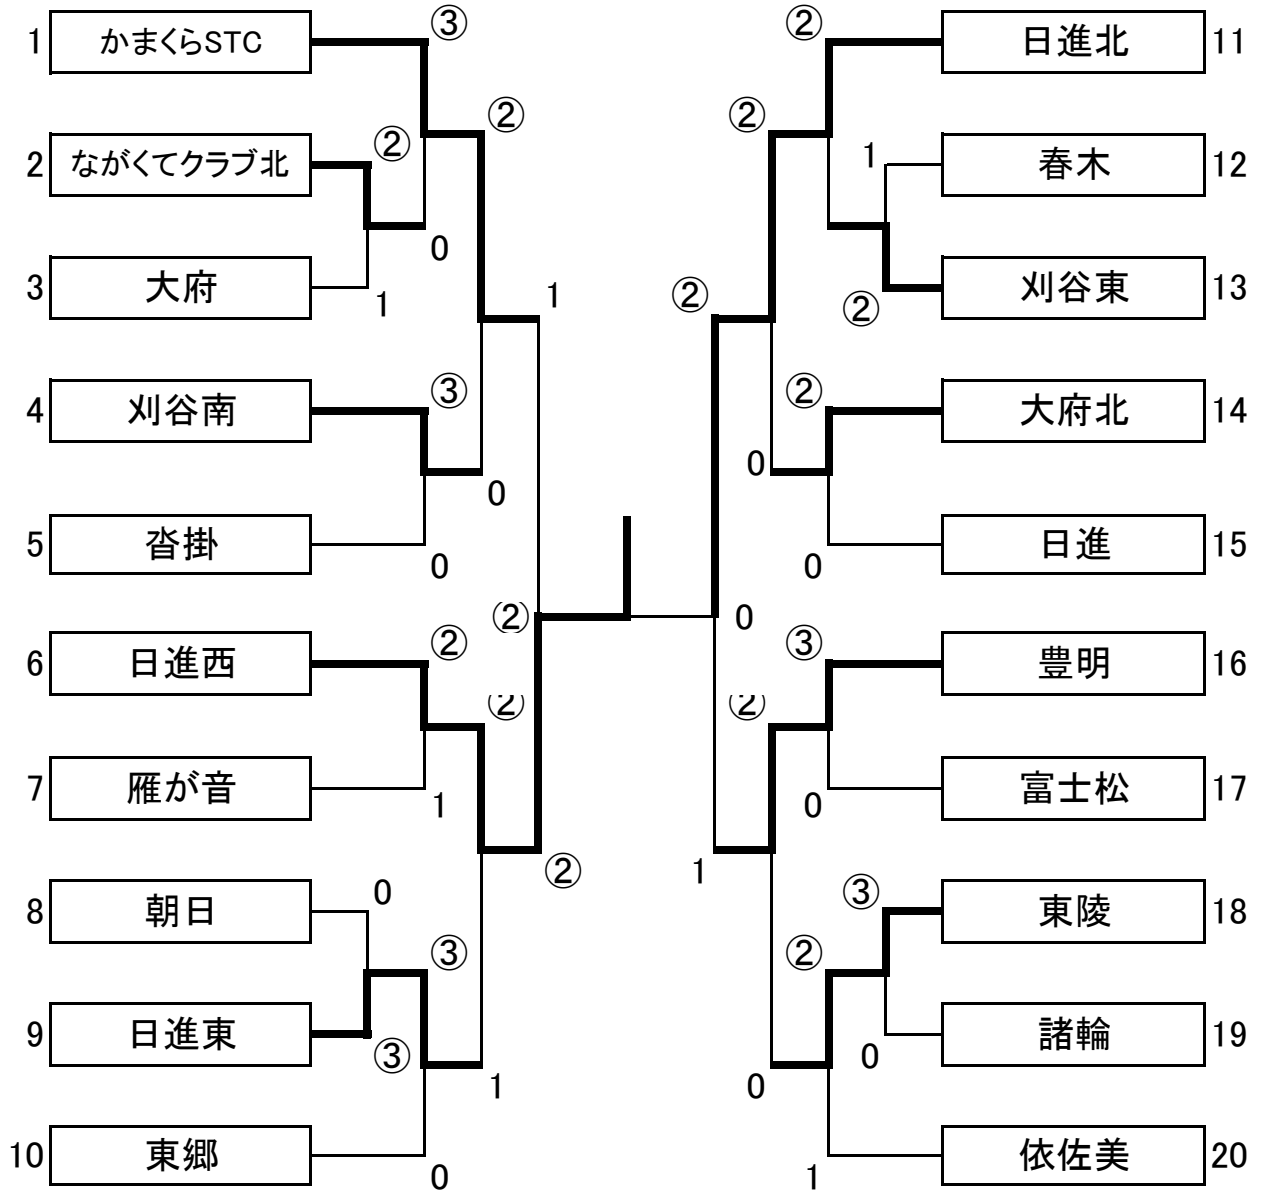 1 かまくらSTC
③
2 ながくてクラブ北
②
②
0
3 大府
1
1
4 刈谷南
③
0
5 沓掛
0
②
6 日進西
②
②
7 雁が音
1
②
8 朝日
0
③
9 日進東
③
1
10 東郷
0
②
日進北 11
②
1
春木 12
②
刈谷東 13
②
②
大府北 14
0
0
日進 15
0
③
豊明 16
②
0
富士松 17
1
③
東陵 18
②
0
諸輪 19
0
1
依佐美 20